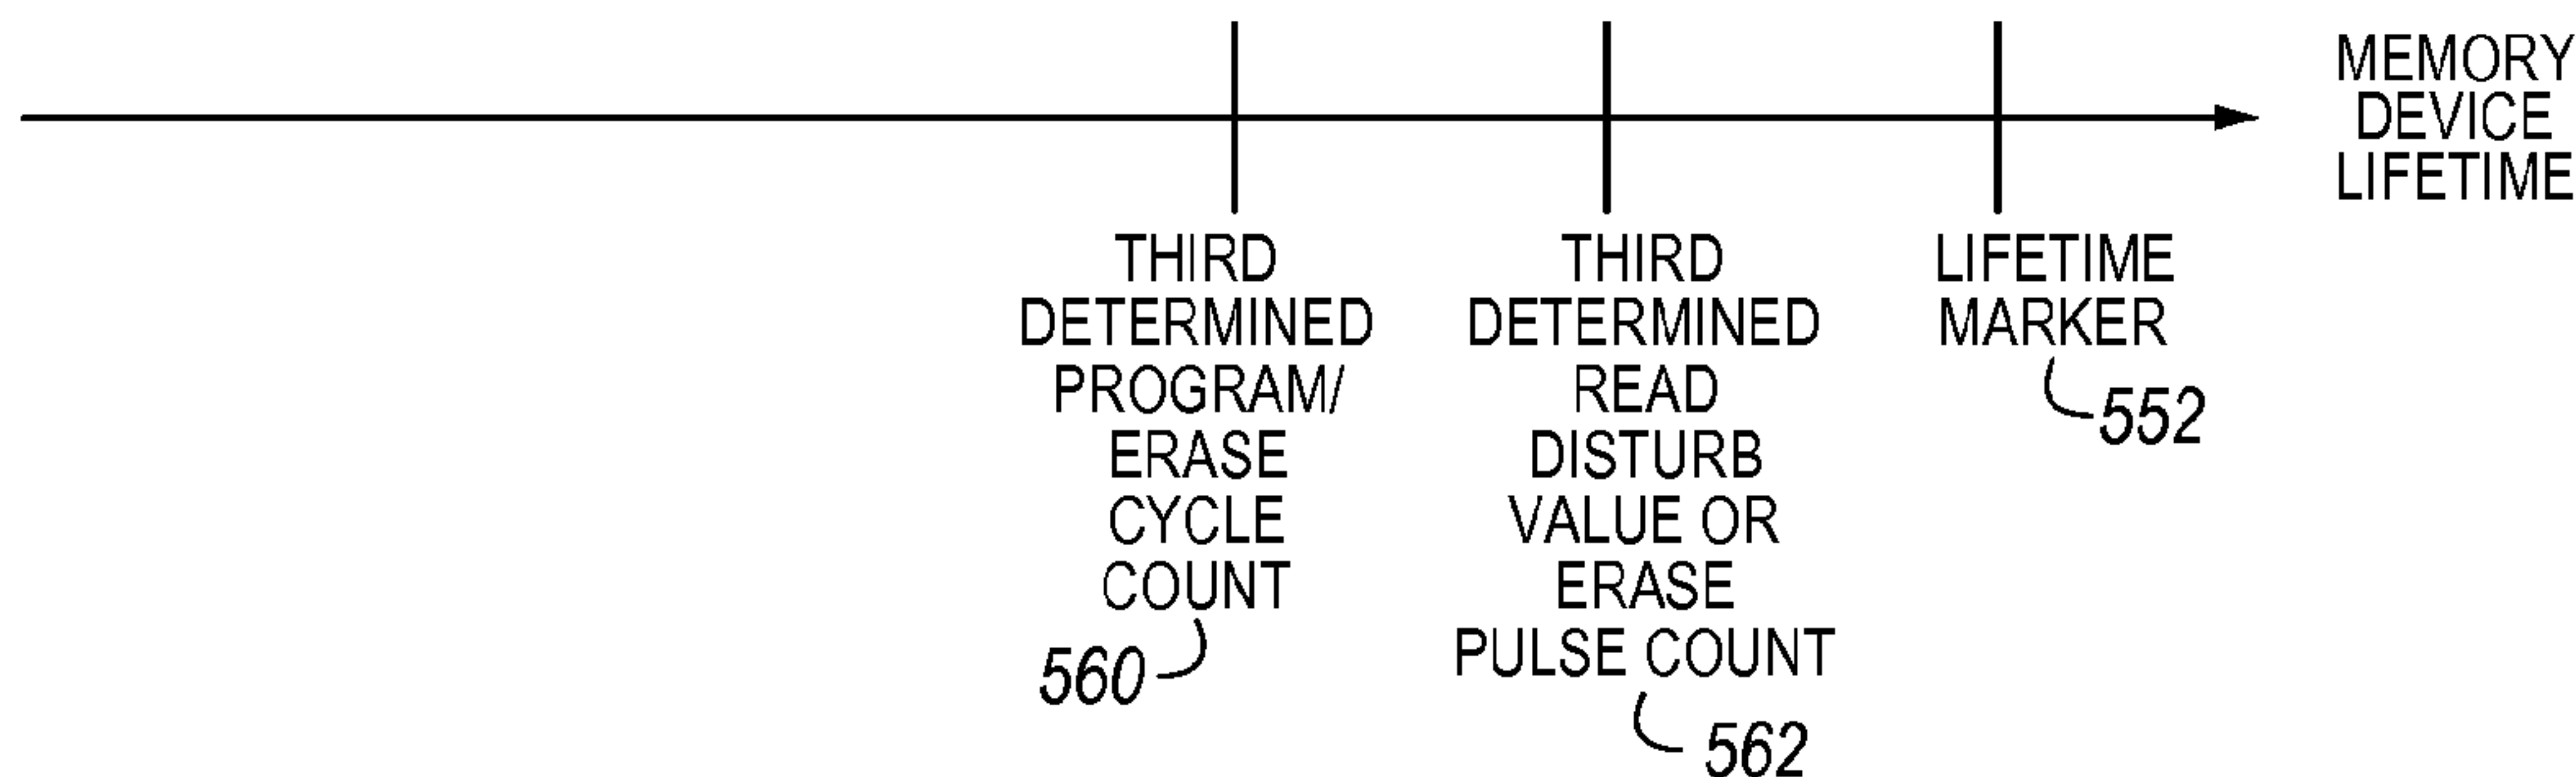 MEMORY
DEVICE
LIFETIME
THIRD
DETERMINED
PROGRAM/
ERASE
CYCLE
COUNT
560
THIRD
DETERMINED
READ
DISTURB
VALUE OR
ERASE
PULSE COUNT
562
LIFETIME
MARKER
552